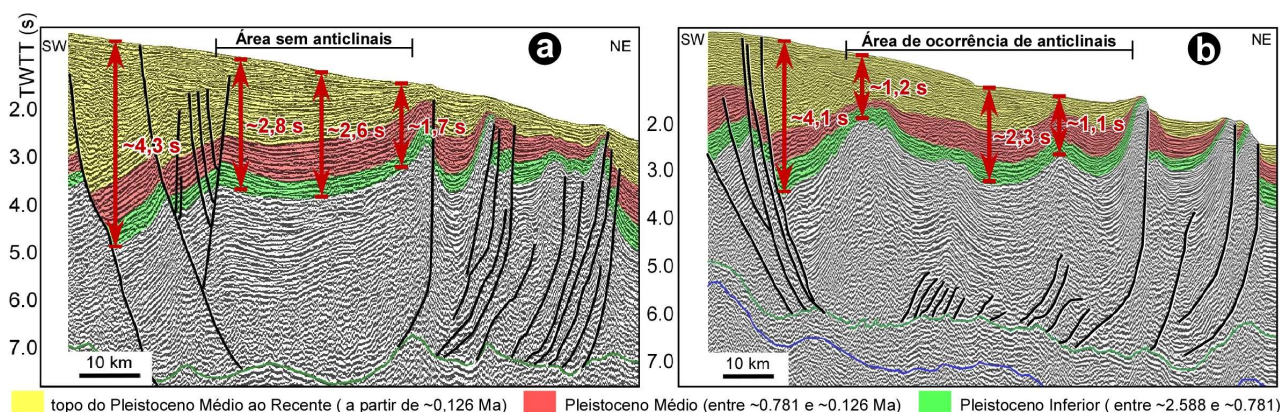 TWTT (s)
SW
Área sem anticlinais
a
NE
~4,3 s
~2,8 s
~2,6 s
~1,7 s
2.0
3.0
4.0
5.0
6.0
7.0
10 km
SW
Área de ocorrência de anticlinais
b
NE
~4,1 s
~1,2 s
~2,3 s
~1,1 s
2.0
3.0
4.0
5.0
6.0
7.0
10 km
topo do Pleistoceno Médio ao Recente ( a partir de ~0,126 Ma)
Pleistoceno Médio (entre ~0.781 e ~0.126 Ma)
Pleistoceno Inferior ( entre ~2.588 e ~0.781)